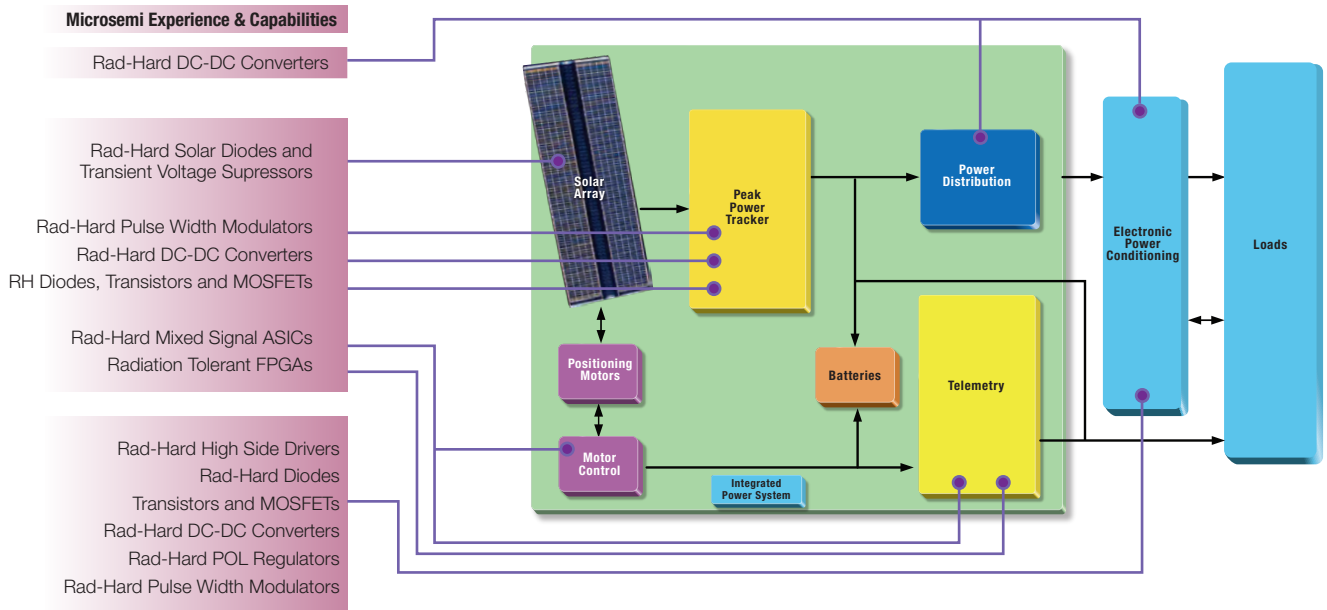 Microsemi Experience & Capabilities
Rad-Hard DC-DC Converters
Rad-Hard Solar Diodes and
Transient Voltage Supressors
Rad-Hard Pulse Width Modulators
Rad-Hard DC-DC Converters
RH Diodes, Transistors and MOSFETs
Rad-Hard Mixed Signal ASICs
Radiation Tolerant FPGAs
Rad-Hard High Side Drivers
Rad-Hard Diodes
Transistors and MOSFETs
Rad-Hard DC-DC Converters
Rad-Hard POL Regulators
Rad-Hard Pulse Width Modulators
Solar
Array
Peak
Power
Tracker
Power
Distribution
Electronic
Power
Conditioning
Loads
Positioning
Motors
Batteries
Telemetry
Motor
Control
Integrated
Power System